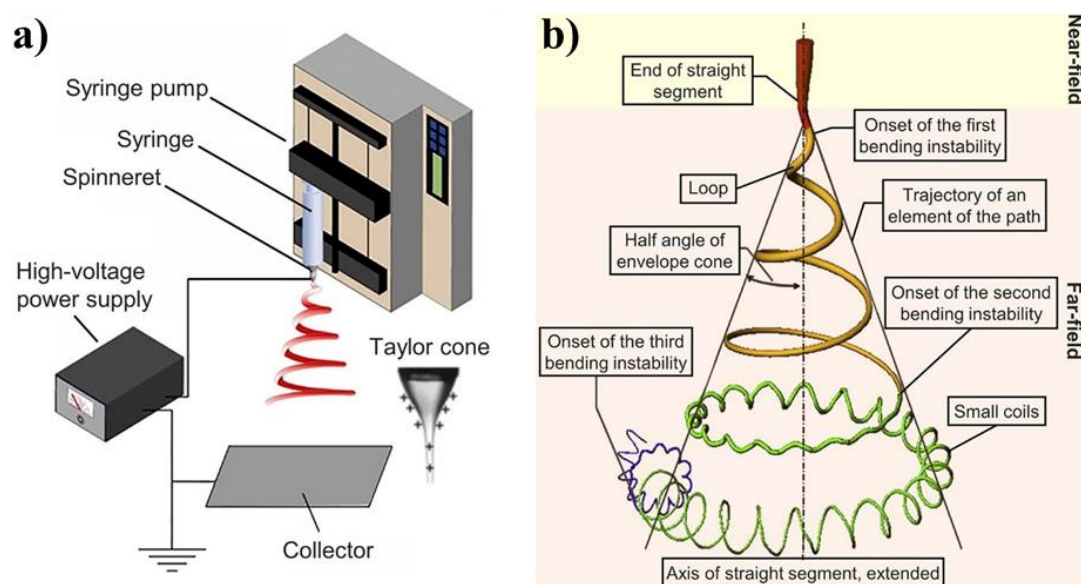 a)
Syringe pump
Syringe
Spinneret
High-voltage
power supply
Taylor cone
Collector
b)
Near-field
End of straight
segment
Onset of the first
bending instability
Loop
Trajectory of an
element of the path
Half angle of
envelope cone
Far-field
Onset of the second
bending instability
Onset of the third
bending instability
Small coils
Axis of straight segment, extended